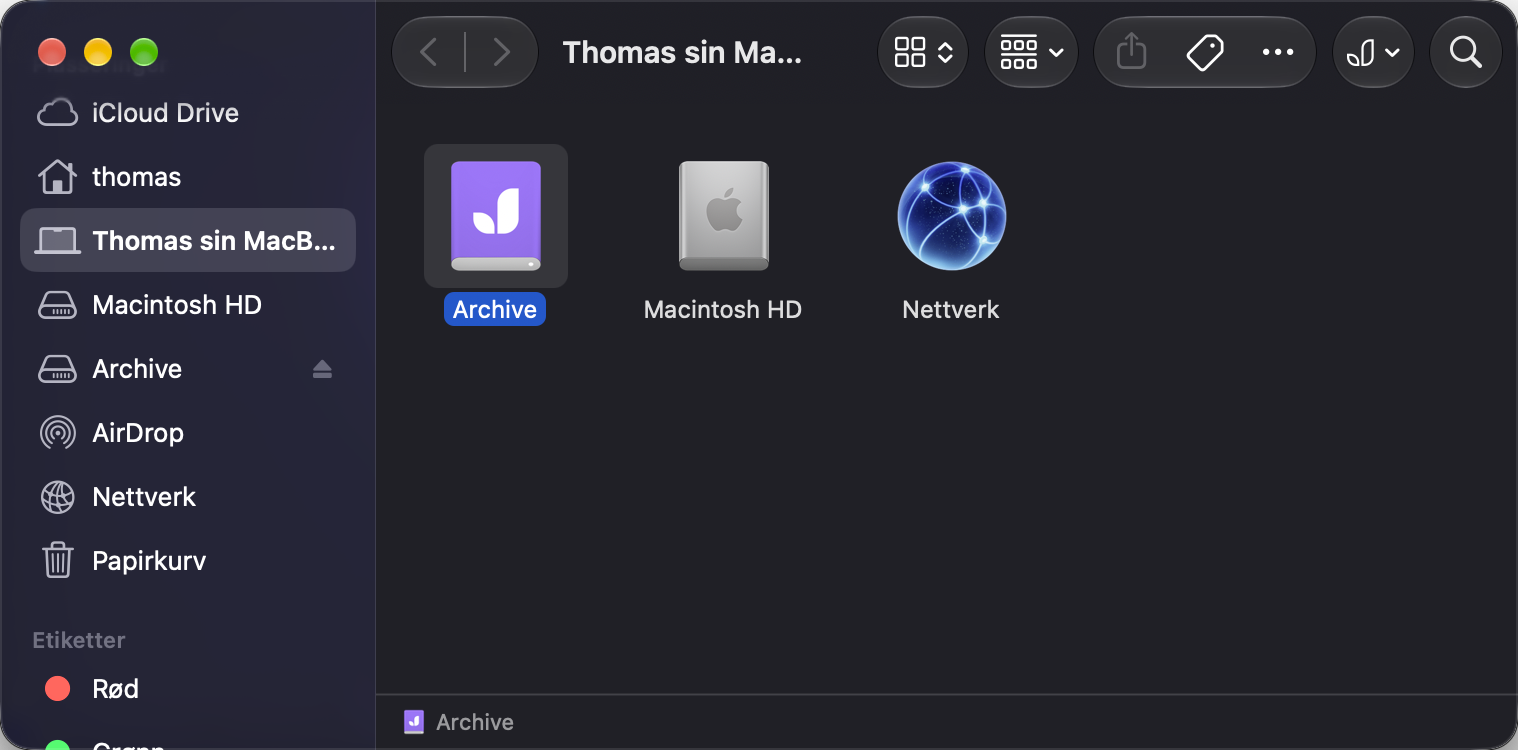 Thomas sin Ma...
iCloud Drive
thomas
Thomas sin MacB...
Macintosh HD
Archive
AirDrop
Nettverk
Papirkurv
Etiketter
Rød
Archive
Macintosh HD
Nettverk
Archive